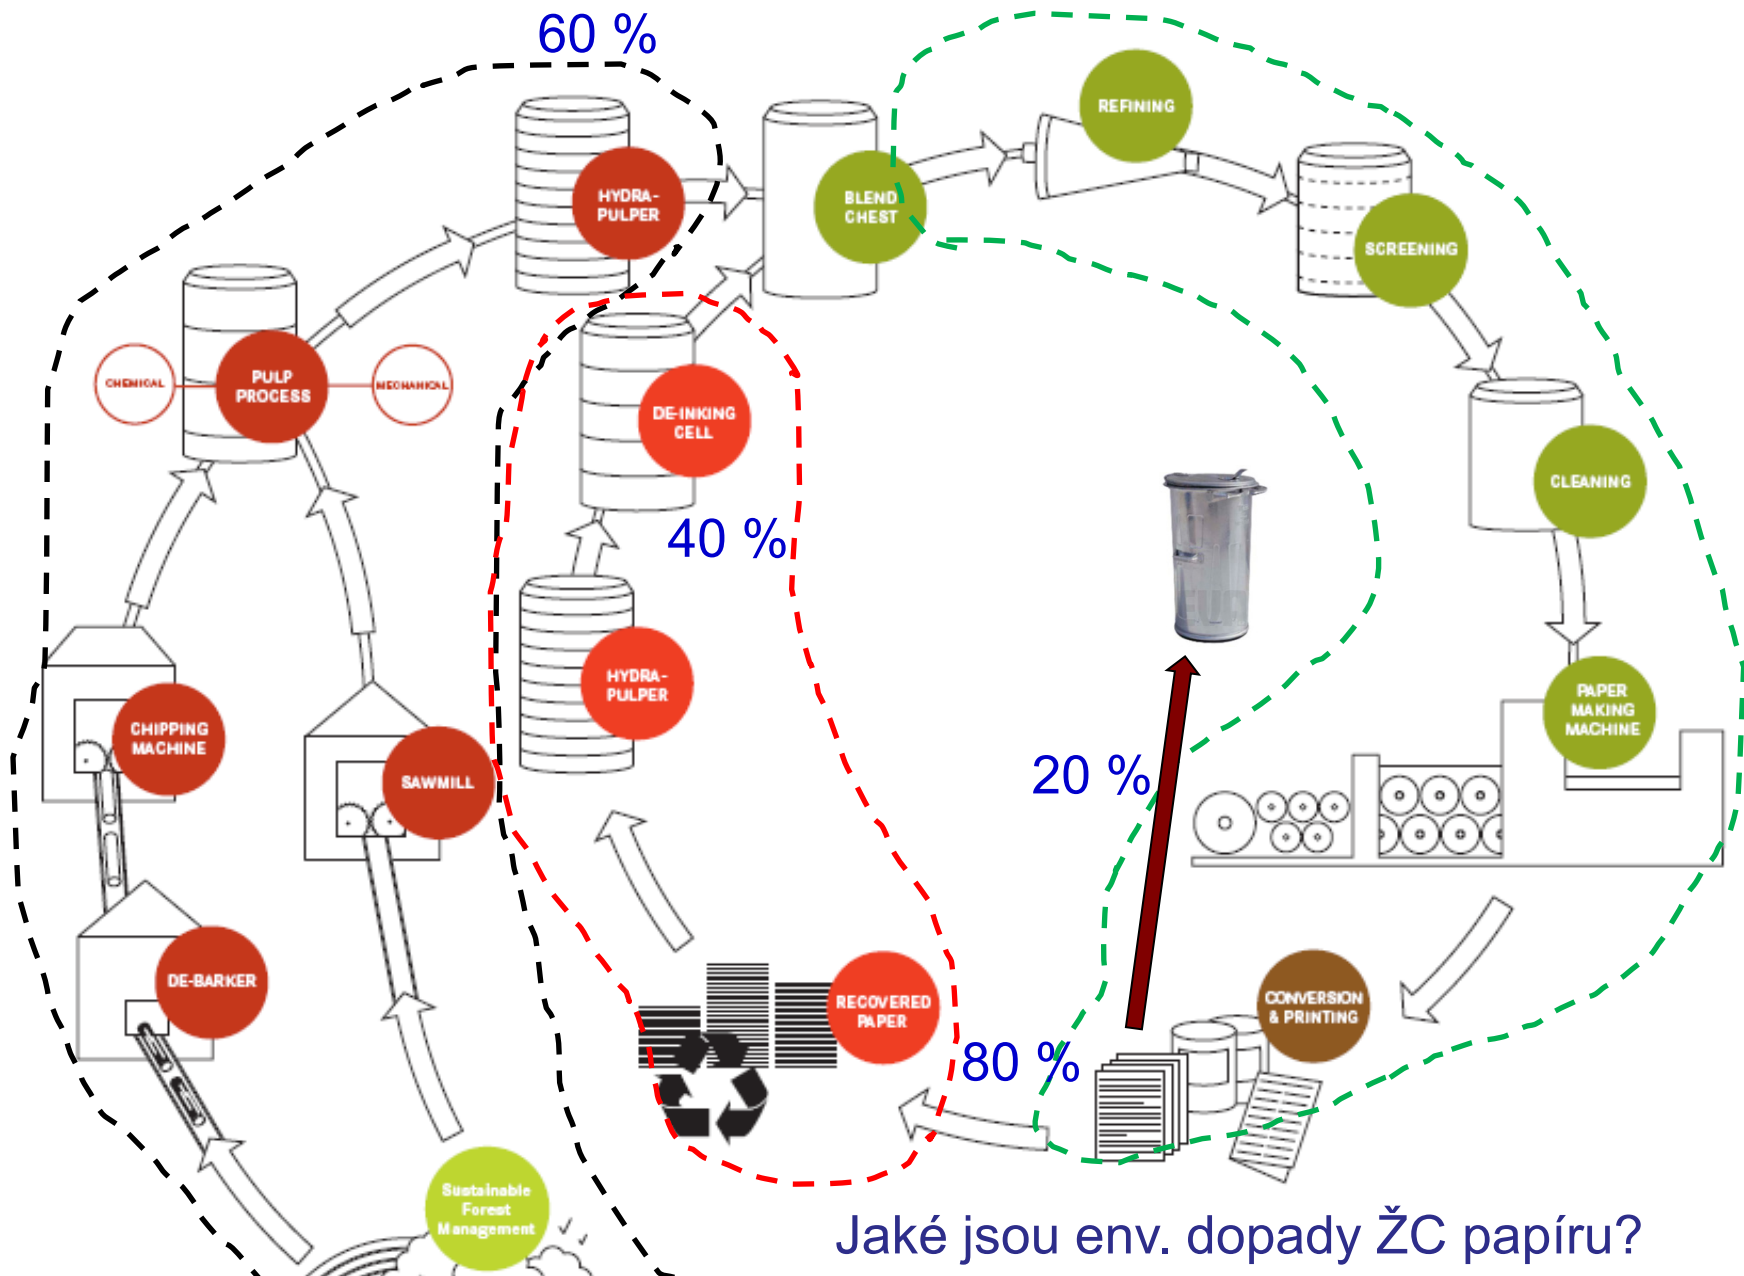 60 %
REFINING
HYDRA-
PULPER
BLEND
CHEST
SCREENING
CHEMICAL
PULP
PROCESS
MECHANICAL
DE-INKING
CELL
CLEANING
40 %
HYDRA-
PULPER
PAPER
MAKING
MACHINE
CHIPPING
MACHINE
SAWMILL
20 %
DE-BARKER
RECOVERED
PAPER
CONVERSION
& PRINTING
80 %
Sustainable
Forest
Management
Jaké jsou env. dopady ŽC papíru?